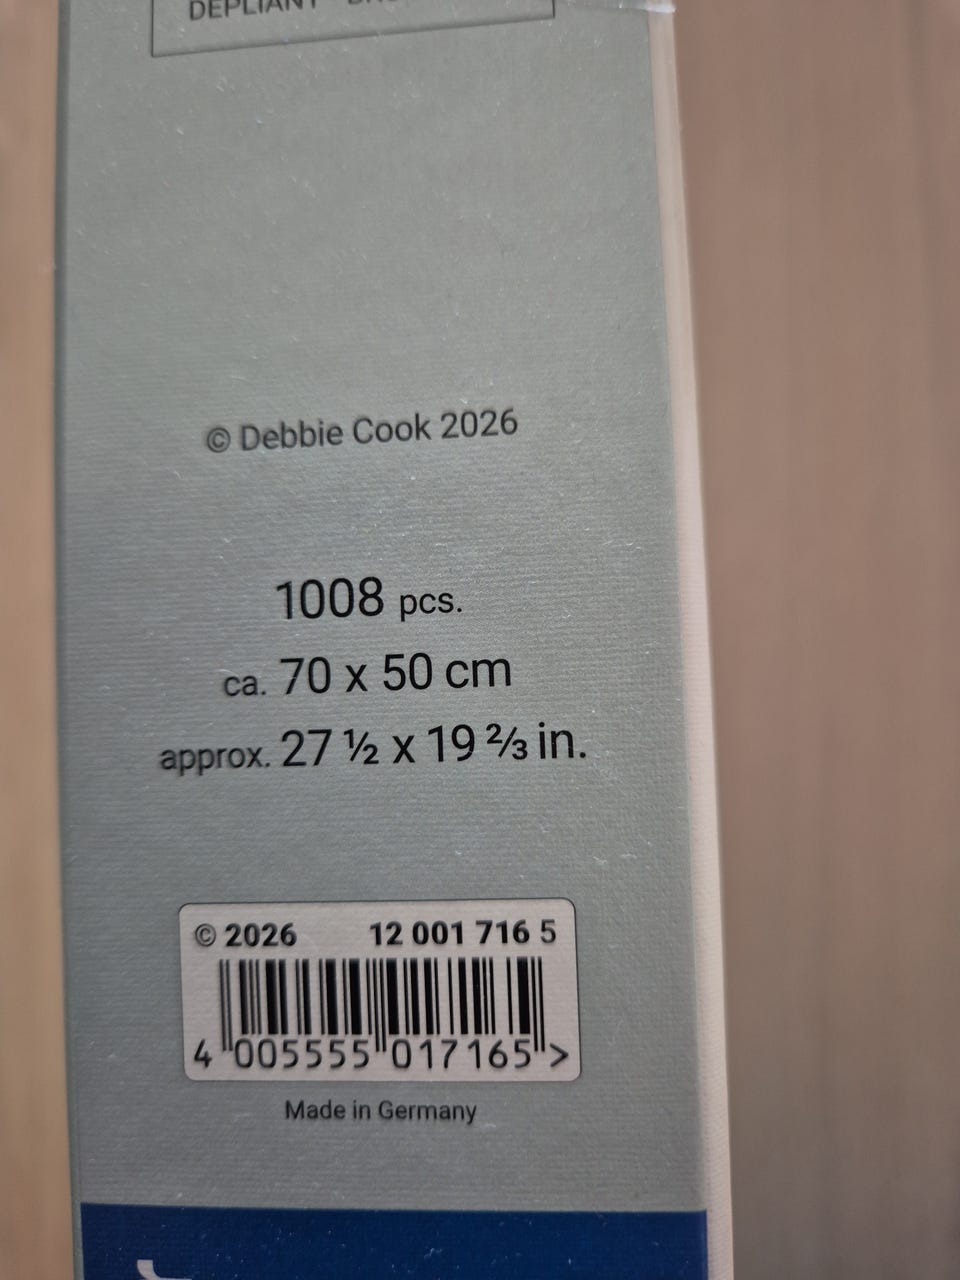 DEPLIANT
© Debbie Cook 2026
1008 pcs.
ca. 70 x 50 cm
approx. 27 ½ x 19 ⅔ in.
© 2026 12 001 716 5
4 005555 017165 >
Made in Germany